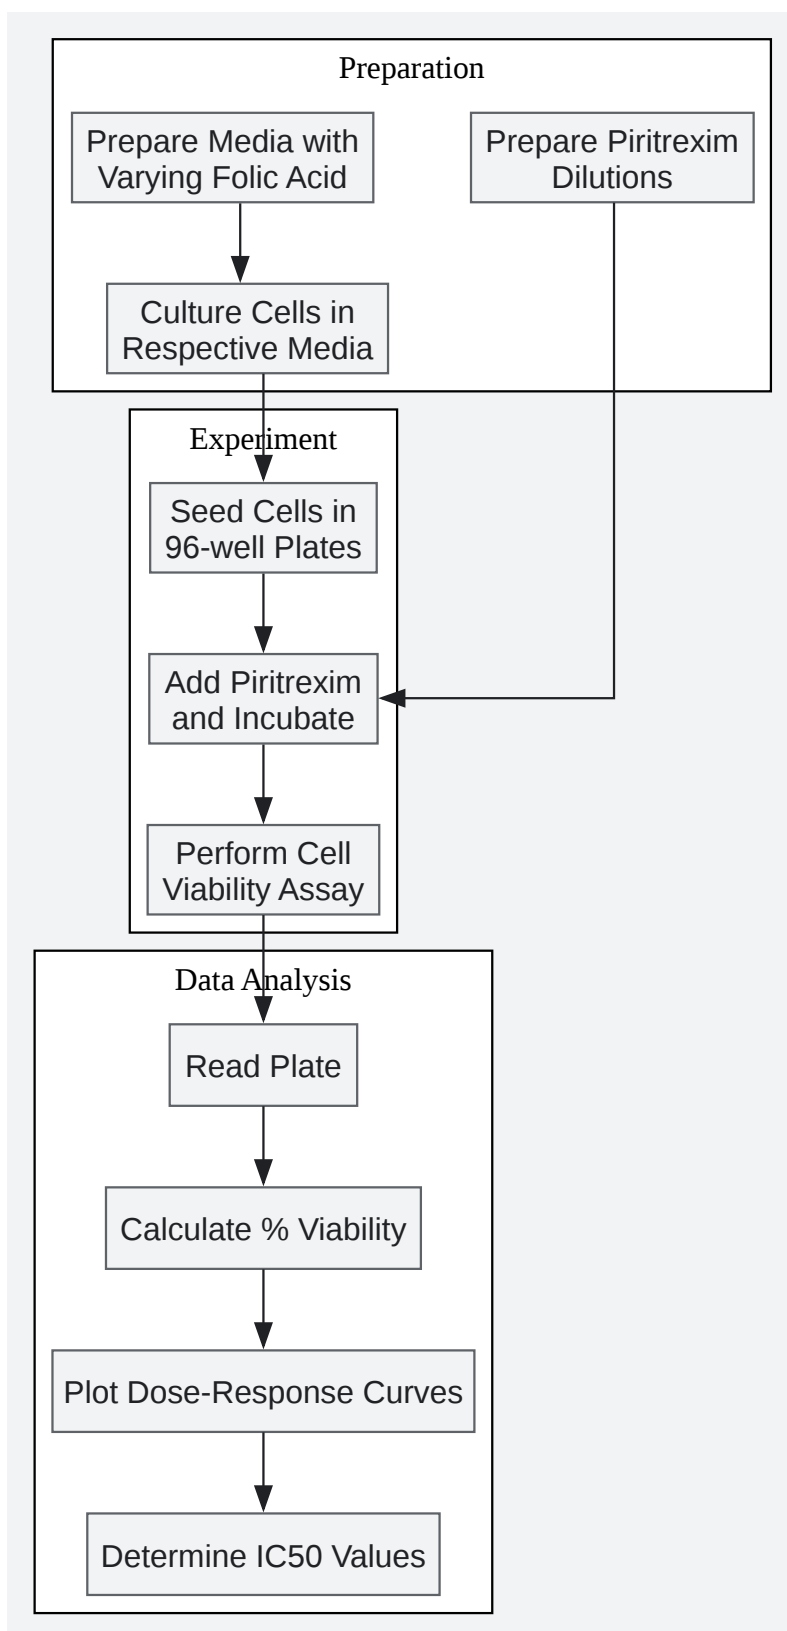 Preparation
Prepare Media with
Varying Folic Acid
Prepare Piritrexim
Dilutions
Culture Cells in
Respective Media
Experiment
Seed Cells in
96-well Plates
Add Piritrexim
and Incubate
Perform Cell
Viability Assay
Data Analysis
Read Plate
Calculate % Viability
Plot Dose-Response Curves
Determine IC50 Values